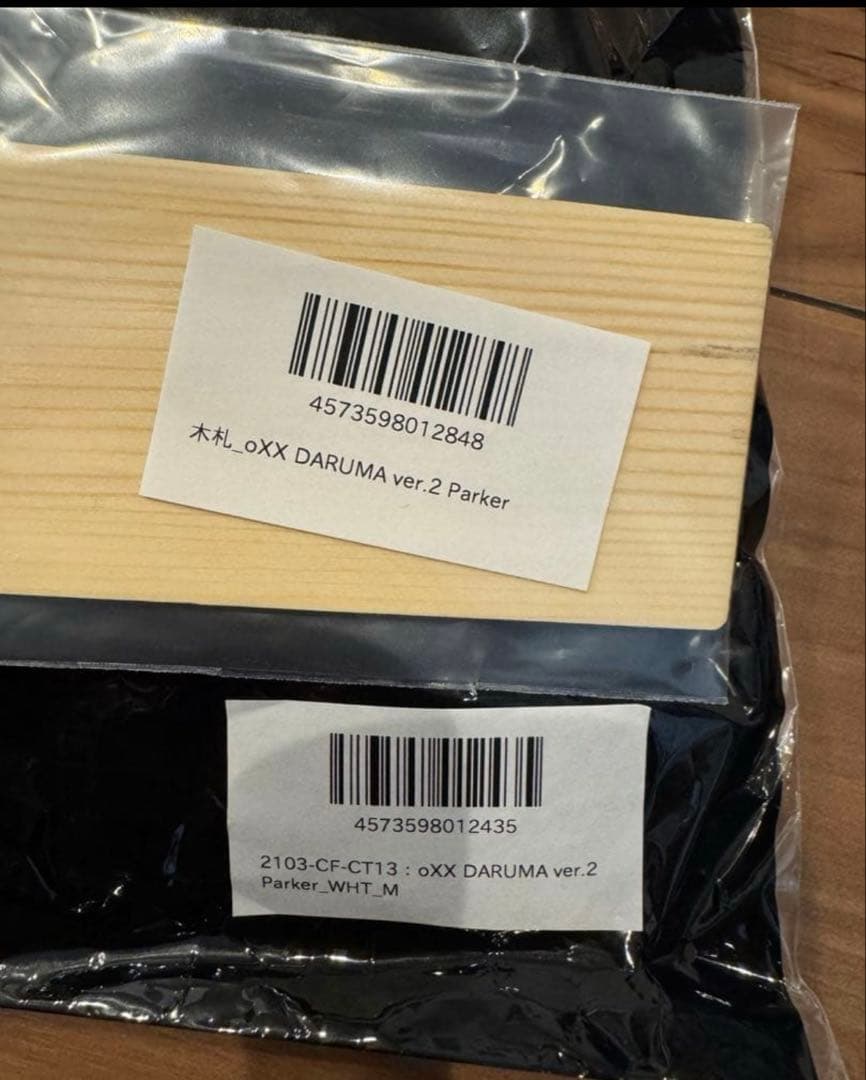 4573598012848
木札_oXX DARUMA ver.2 Parker
4573598012435
2103-CF-CT13 : oXX DARUMA ver.2
Parker_WHT_M